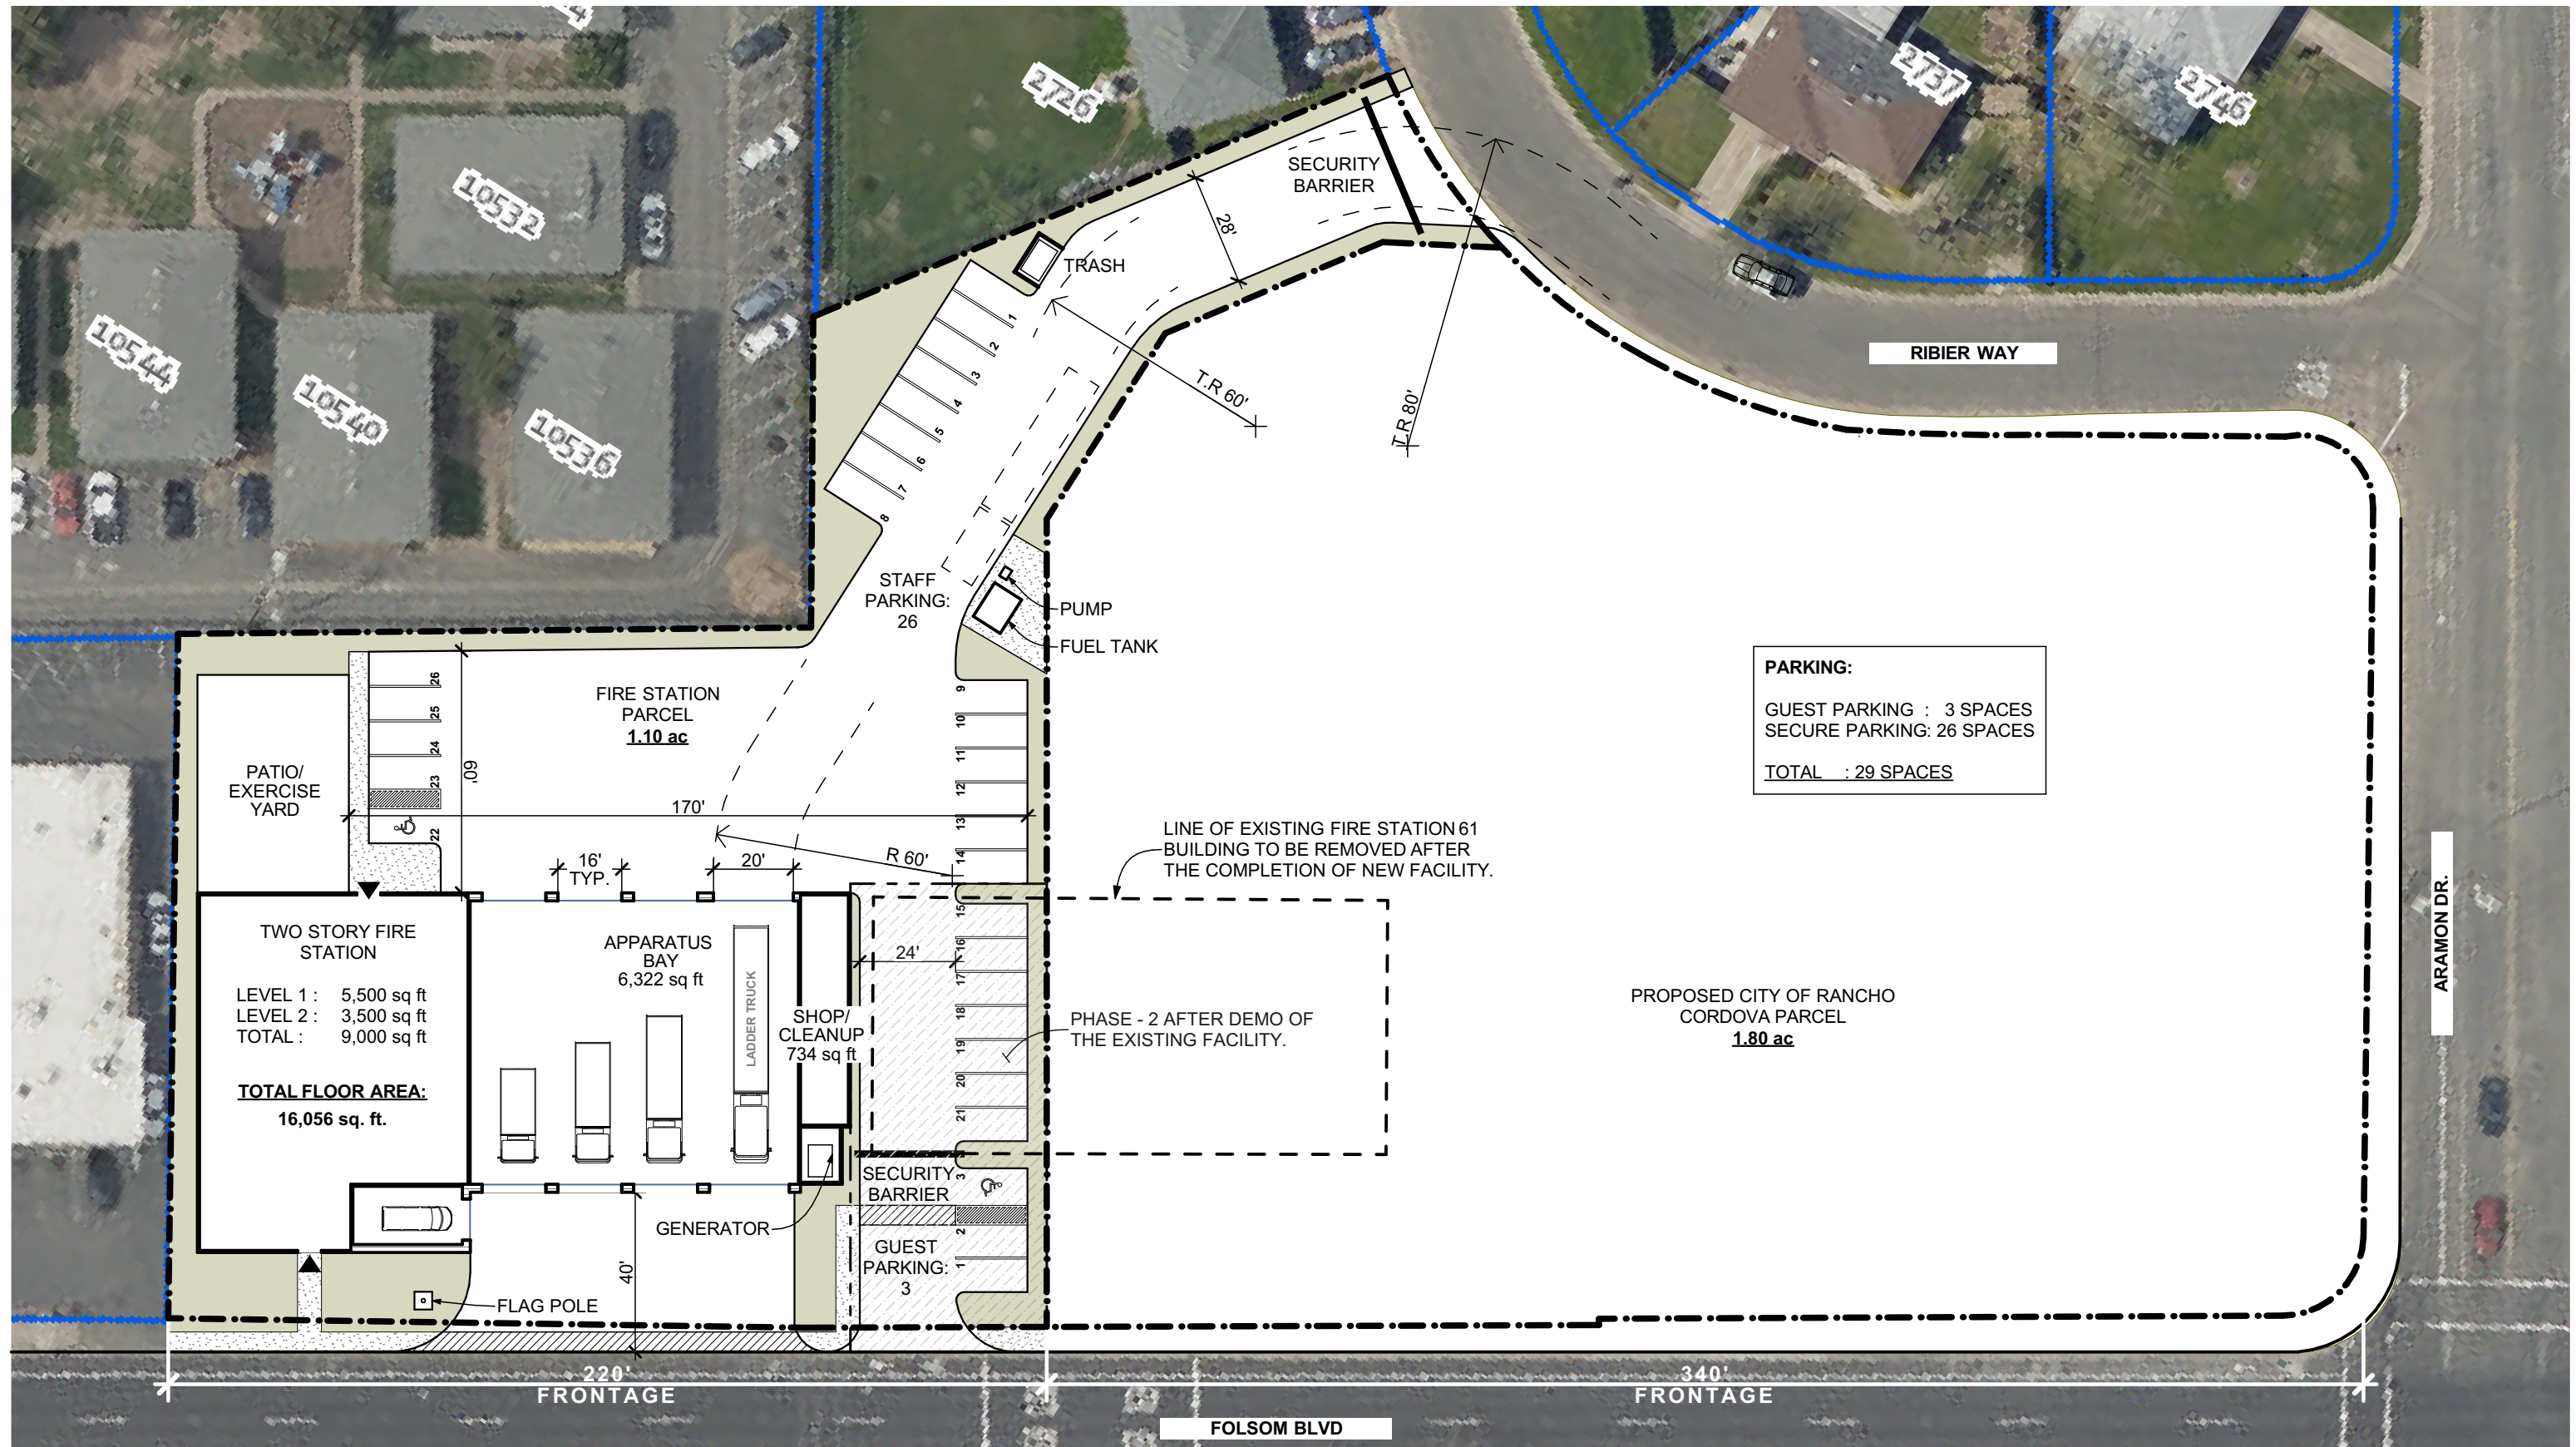 2726
2737
2746
10532
10544
10540
10536
SECURITY
BARRIER
28'
TRASH
1
2
3
4
5
6
7
8
T.R 60'
T.R 80'
RIBIER WAY
STAFF
PARKING:
26
PUMP
FUEL TANK
FIRE STATION
PARCEL
1.10 ac
26
25
24
23
22
60'
PATIO/
EXERCISE
YARD
170'
9
10
11
12
13
14
16'
TYP.
20'
R 60'
PARKING:
GUEST PARKING : 3 SPACES
SECURE PARKING: 26 SPACES
TOTAL : 29 SPACES
LINE OF EXISTING FIRE STATION 61
BUILDING TO BE REMOVED AFTER
THE COMPLETION OF NEW FACILITY.
TWO STORY FIRE
STATION
LEVEL 1 : 5,500 sq ft
LEVEL 2 : 3,500 sq ft
TOTAL : 9,000 sq ft
TOTAL FLOOR AREA:
16,056 sq. ft.
APPARATUS
BAY
6,322 sq ft
LADDER TRUCK
SHOP/
CLEANUP
734 sq ft
24'
15
16
17
18
19
20
21
PHASE - 2 AFTER DEMO OF
THE EXISTING FACILITY.
PROPOSED CITY OF RANCHO
CORDOVA PARCEL
1.80 ac
ARAMON DR.
SECURITY
BARRIER
3
2
1
GENERATOR
GUEST
PARKING:
3
40'
FLAG POLE
220'
FRONTAGE
340'
FRONTAGE
FOLSOM BLVD